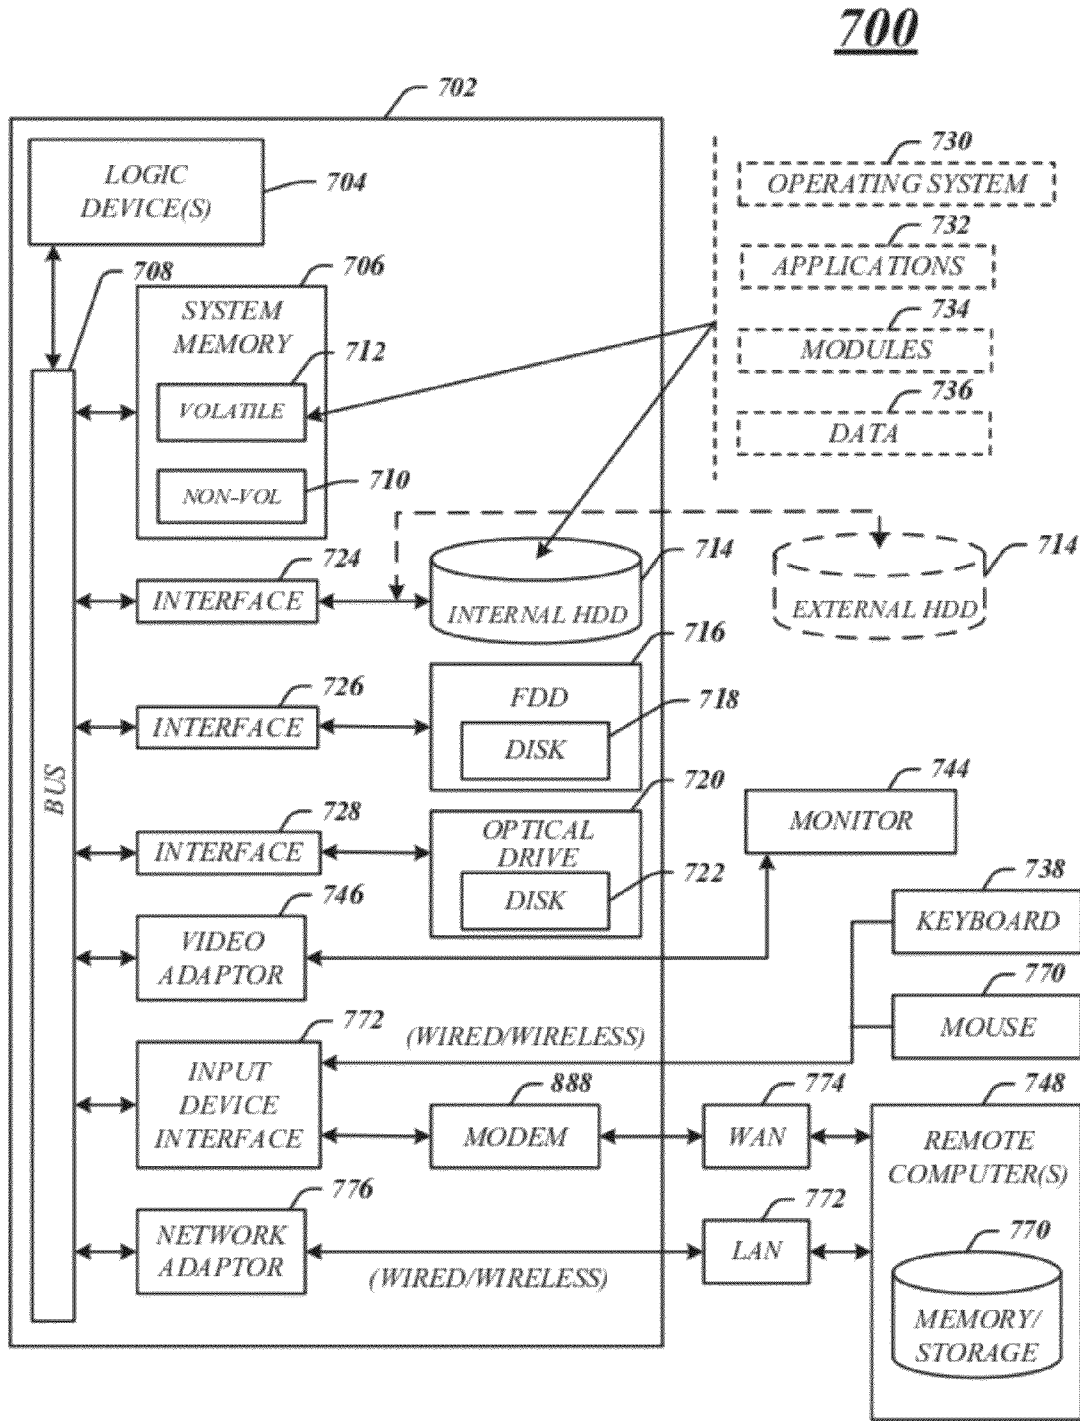 700
702
LOGIC
DEVICE(S)
704
730
OPERATING SYSTEM
732
APPLICATIONS
708
706
SYSTEM
MEMORY
734
MODULES
712
VOLATILE
736
DATA
710
NON-VOL
724
INTERFACE
714
INTERNAL HDD
714
EXTERNAL HDD
716
FDD
726
INTERFACE
718
DISK
BUS
720
OPTICAL
DRIVE
728
INTERFACE
722
DISK
744
MONITOR
746
VIDEO
ADAPTOR
738
KEYBOARD
770
MOUSE
772
INPUT
DEVICE
INTERFACE
(WIRED/WIRELESS)
888
MODEM
774
WAN
748
REMOTE
COMPUTER(S)
776
NETWORK
ADAPTOR
(WIRED/WIRELESS)
772
LAN
770
MEMORY/
STORAGE